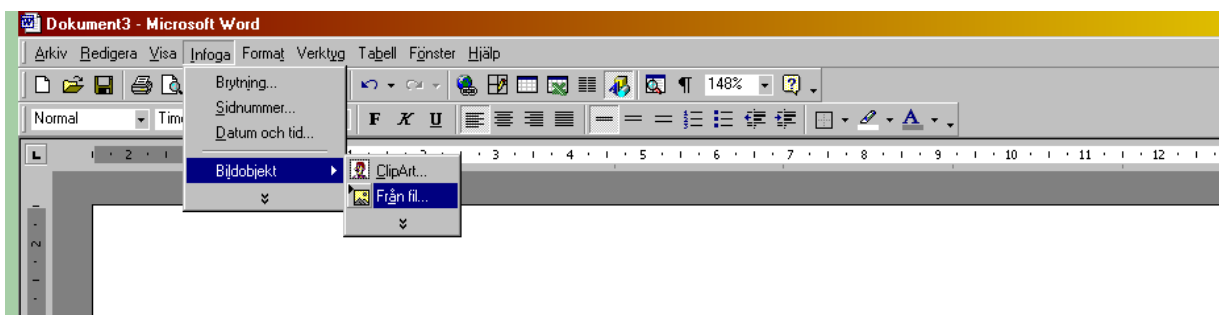 Dokument3 - Microsoft Word
Arkiv Redigera Visa Infoga Format Verktyg Tabell Fönster Hjälp
148%
Brytning...
Sidnummer...
Datum och tid...
Bildobjekt
Normal
F K U
2 3 4 5 6 7 8 9 10 11 12
ClipArt...
Från fil...
2